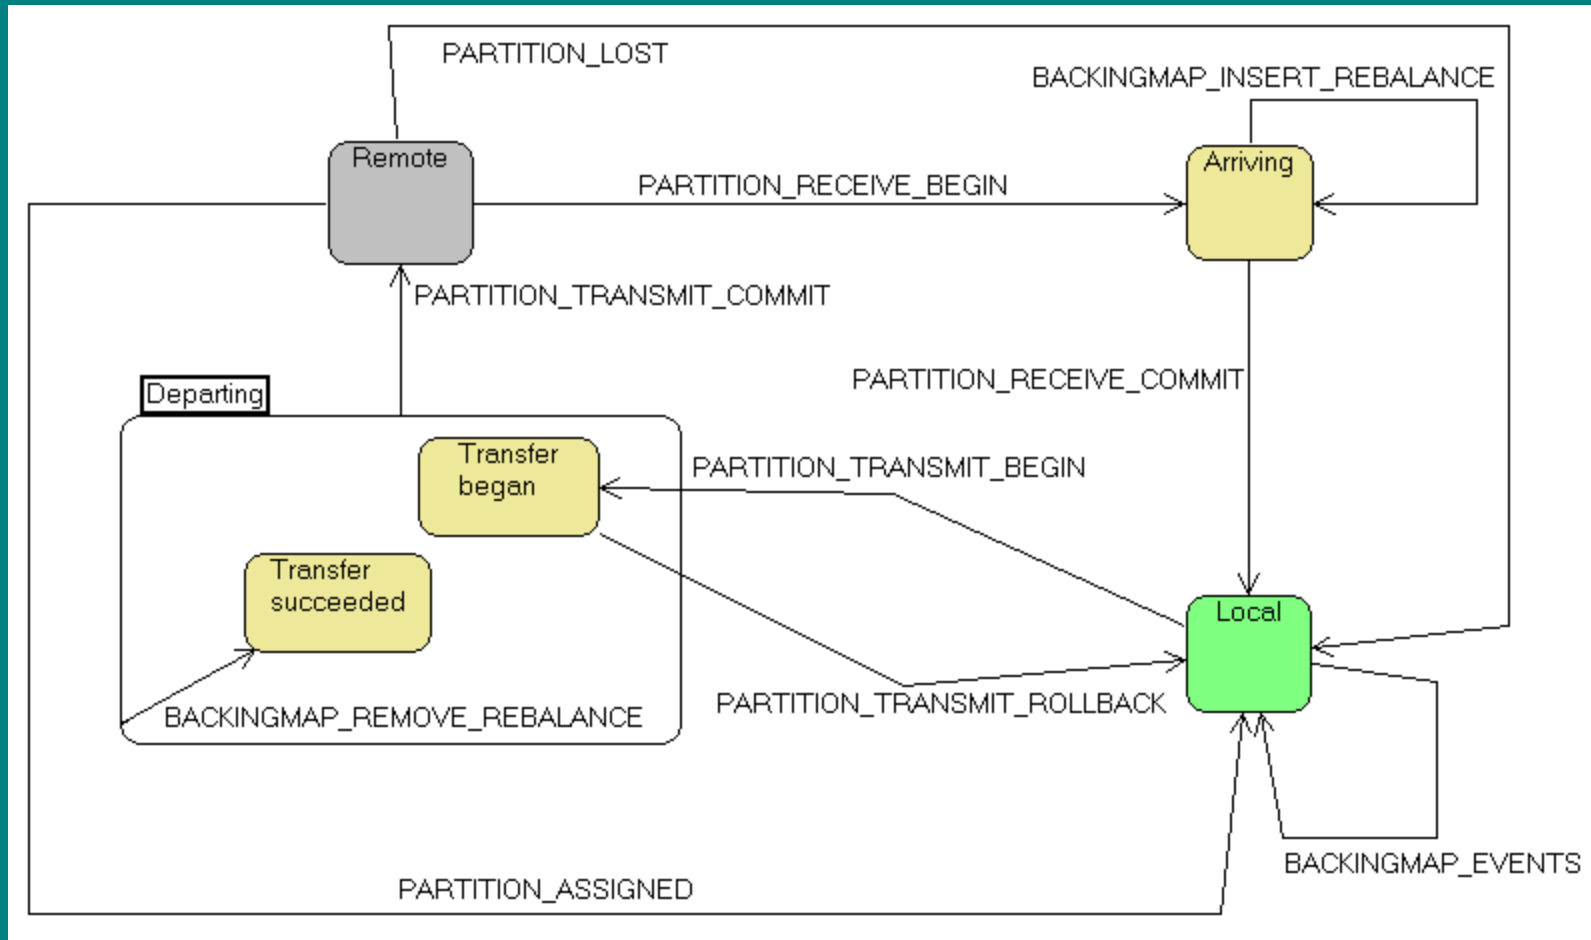 PARTITION_LOST
BACKINGMAP_INSERT_REBALANCE
Remote
Arriving
PARTITION_RECEIVE_BEGIN
PARTITION_TRANSMIT_COMMIT
PARTITION_RECEIVE_COMMIT
Departing
Transfer
began
PARTITION_TRANSMIT_BEGIN
Transfer
succeeded
Local
PARTITION_TRANSMIT_ROLLBACK
BACKINGMAP_REMOVE_REBALANCE
BACKINGMAP_EVENTS
PARTITION_ASSIGNED